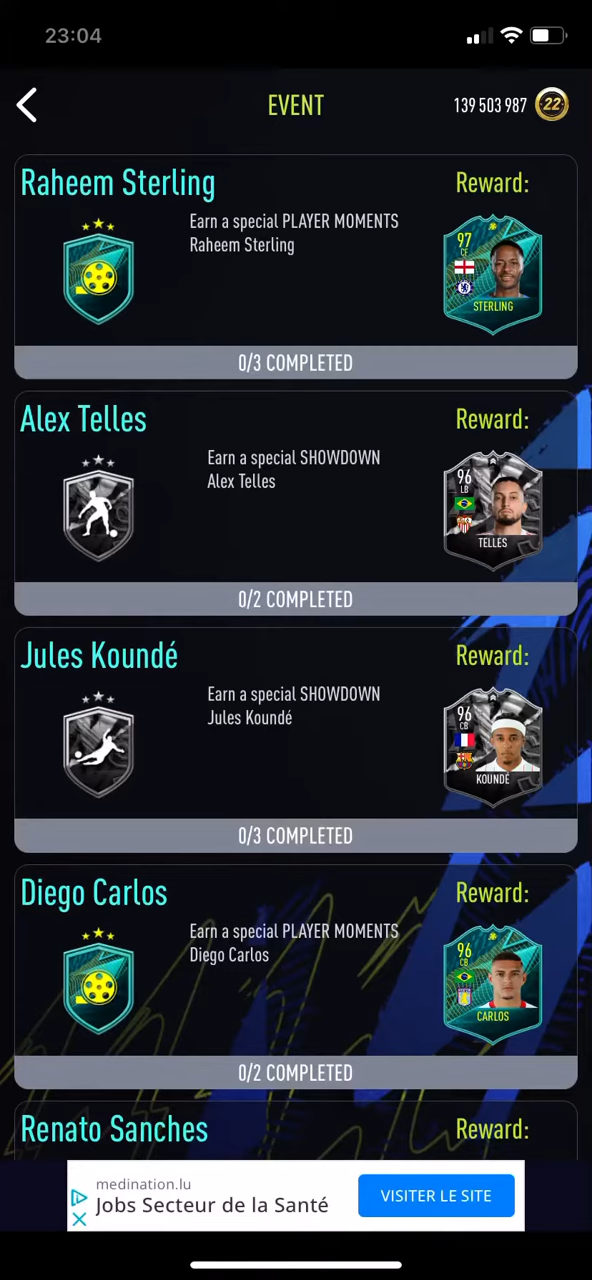 23:04
EVENT
139 503 987
22
Raheem Sterling
Reward:
Earn a special PLAYER MOMENTS
Raheem Sterling
97
CF
STERLING
0/3 COMPLETED
Alex Telles
Reward:
Earn a special SHOWDOWN
Alex Telles
96
LB
TELLES
0/2 COMPLETED
Jules Koundé
Reward:
Earn a special SHOWDOWN
Jules Koundé
96
CB
KOUNDÉ
0/3 COMPLETED
Diego Carlos
Reward:
Earn a special PLAYER MOMENTS
Diego Carlos
96
CB
CARLOS
0/2 COMPLETED
Renato Sanches
Reward:
medination.lu
Jobs Secteur de la Santé
VISITER LE SITE